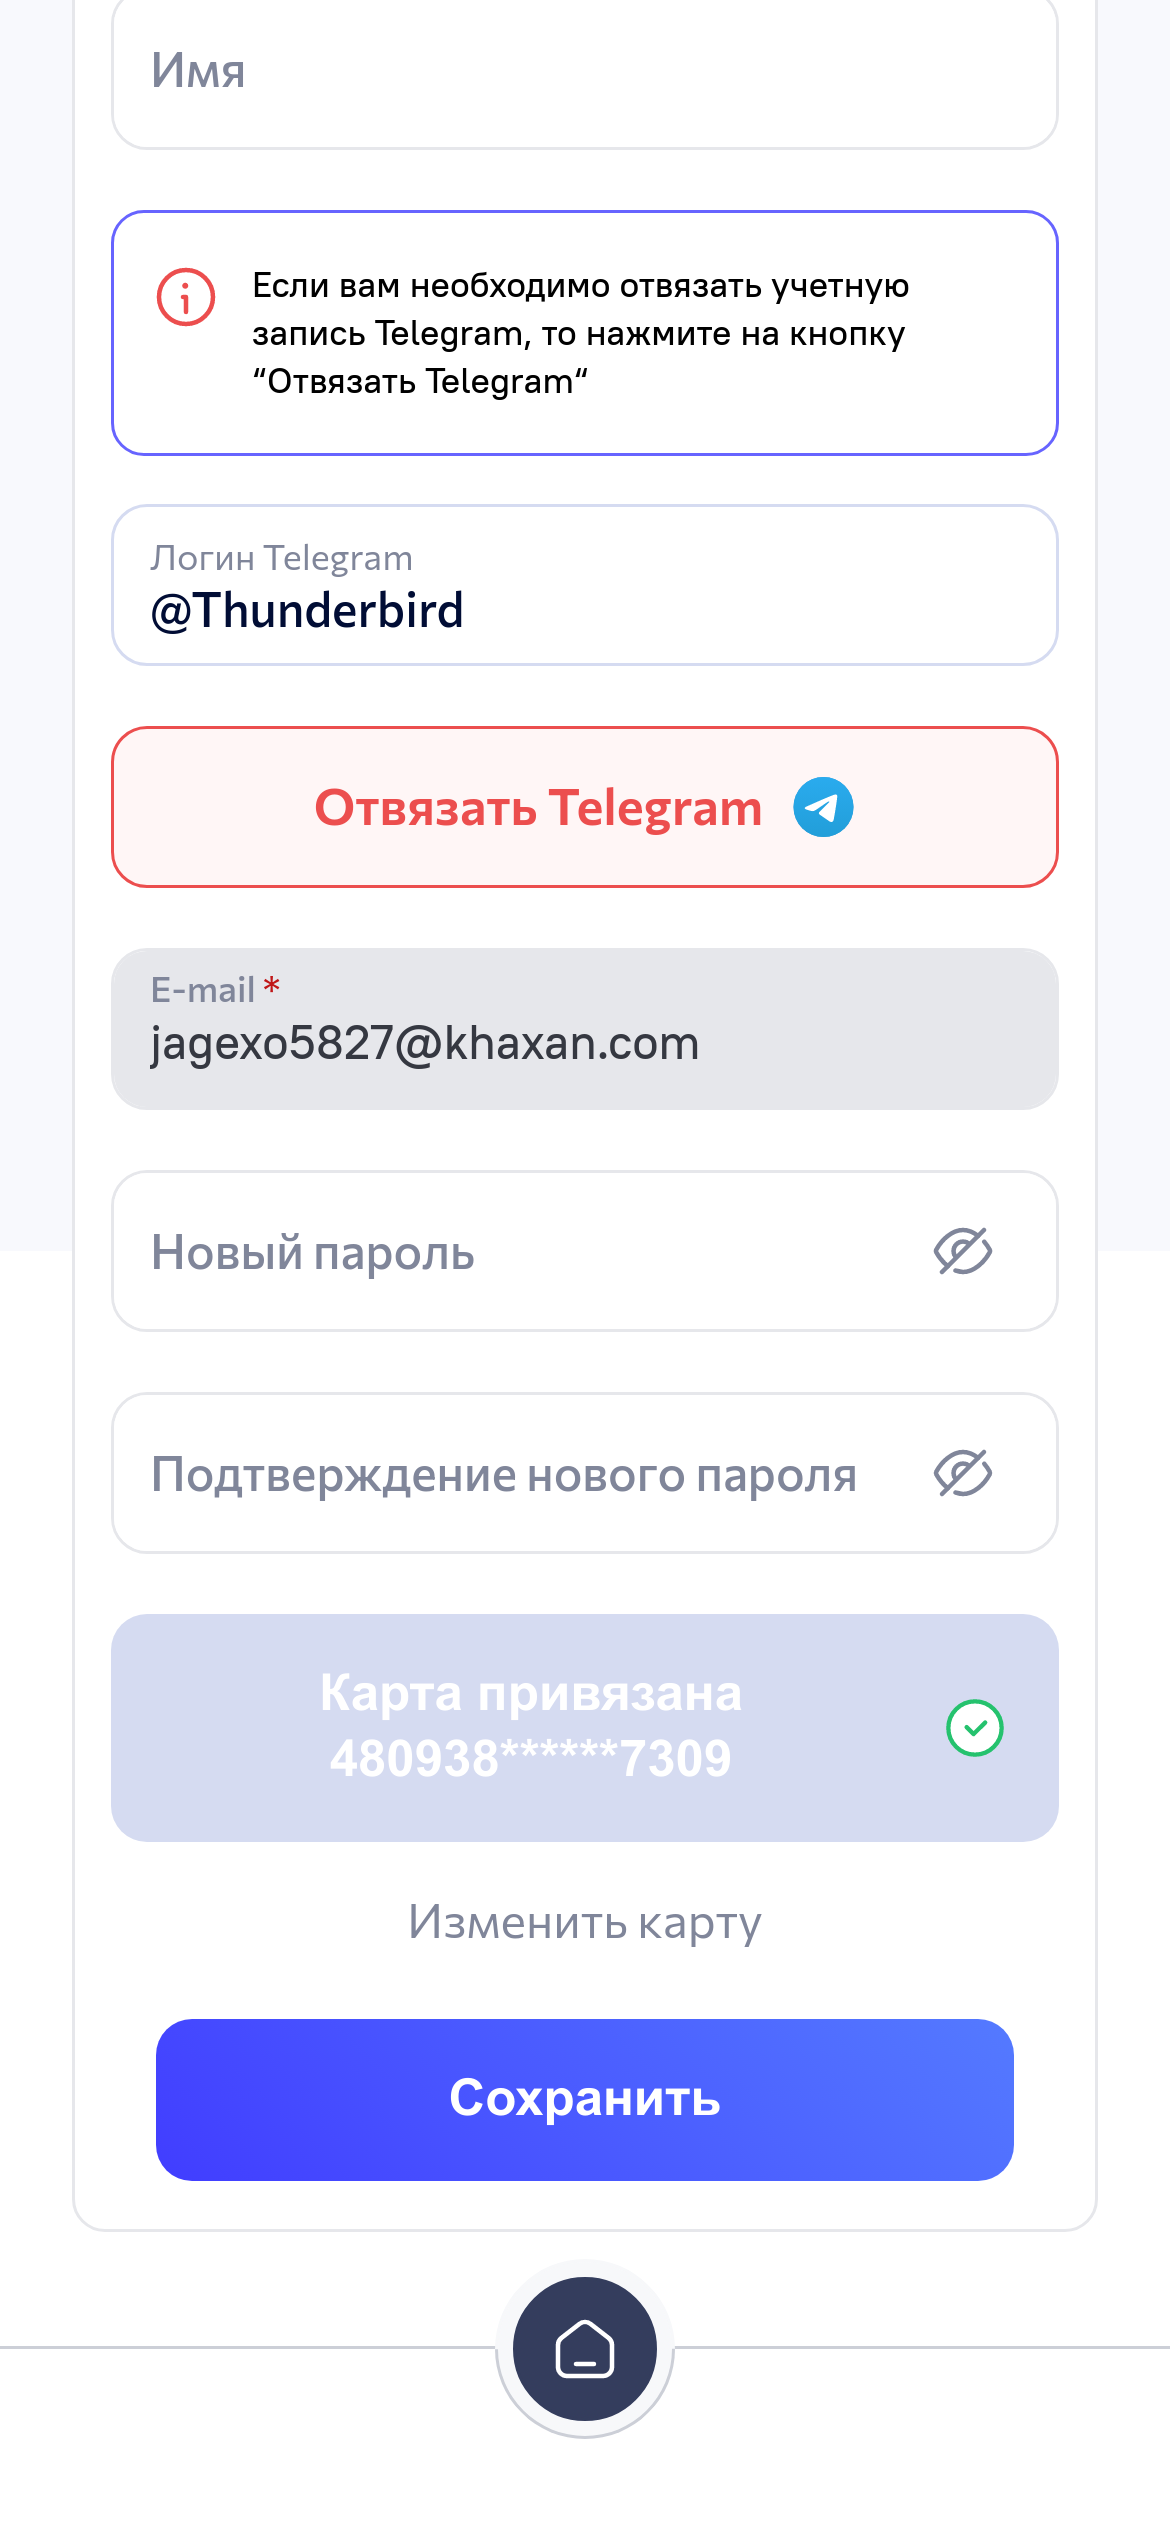 Имя
Если вам необходимо отвязать учетную
запись Telegram, то нажмите на кнопку
“Отвязать Telegram“
Логин Telegram
@Thunderbird
Отвязать Telegram
E-mail *
jagexo5827@khaxan.com
Новый пароль
Подтверждение нового пароля
Карта привязана
480938******7309
Изменить карту
Сохранить